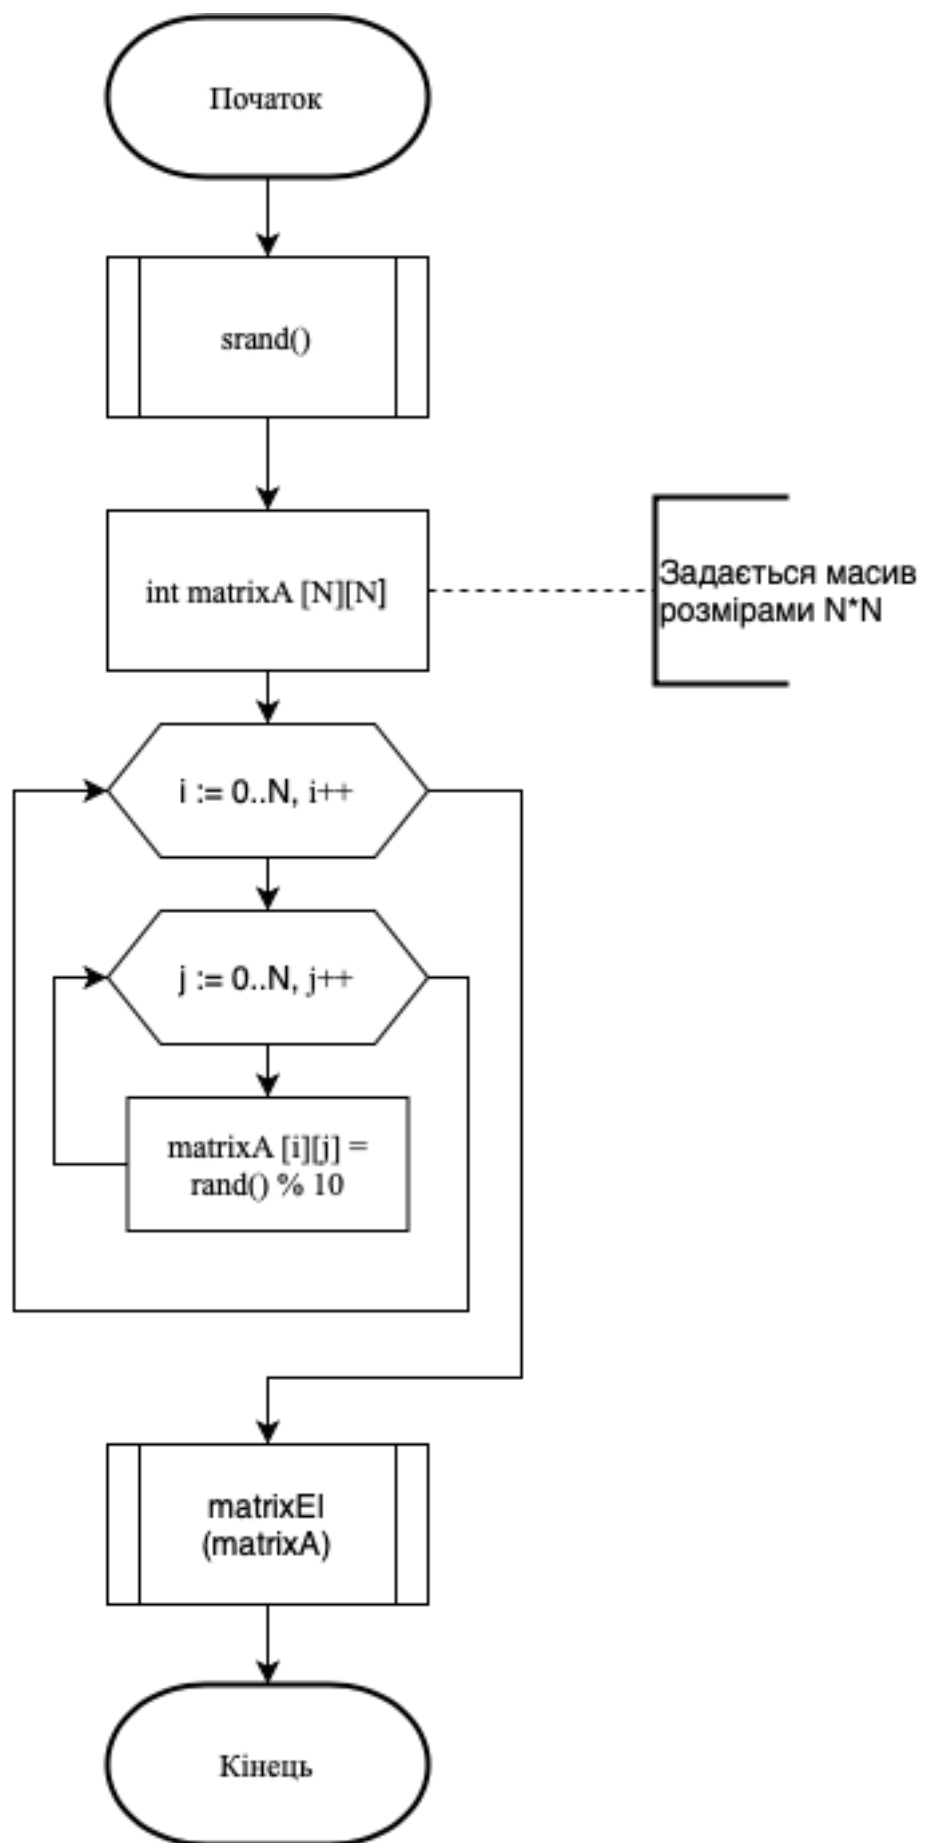 Початок
srand()
int matrixA [N][N]
Задається масив
розмірами N*N
i := 0..N, i++
j := 0..N, j++
matrixA [i][j] =
rand() % 10
matrixEl
(matrixA)
Кінець